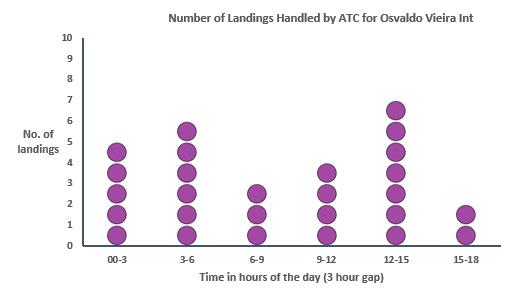 Number of Landings Handled by ATC for Osvaldo Vieira Int
10
9
8
7
6
5
4
3
2
1
0
No. of
landings
00-3 3-6 6-9 9-12 12-15 15-18
Time in hours of the day (3 hour gap)